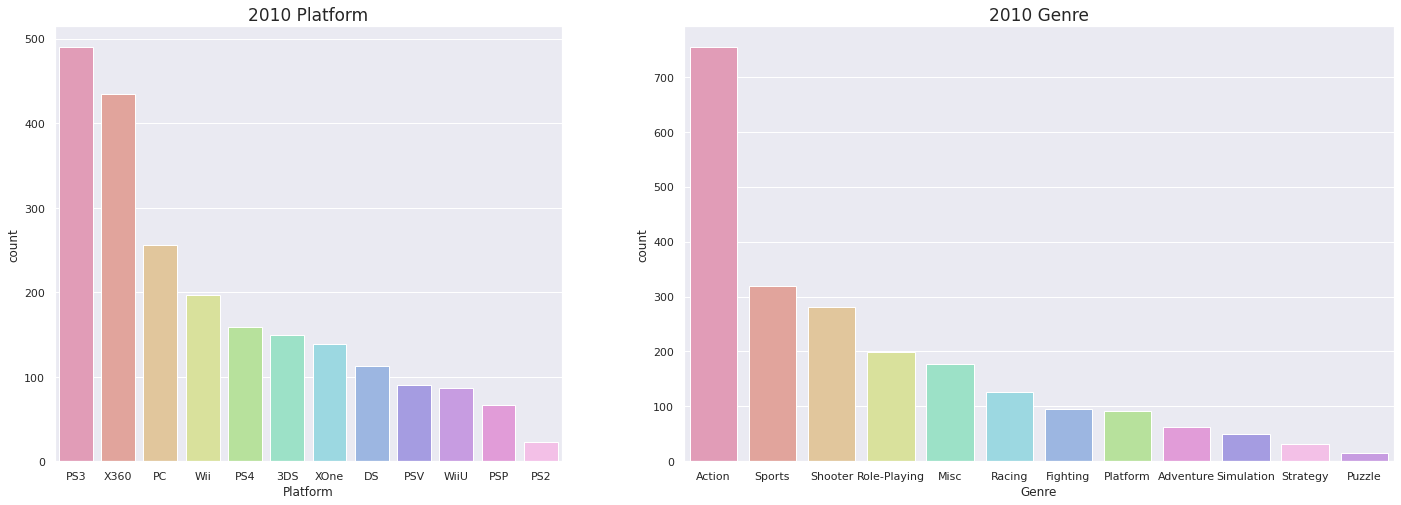 2010 Platform
500
400
300
200
100
0
count
PS3 X360 PC Wii PS4 3DS XOne DS PSV WiiU PSP PS2
Platform
2010 Genre
700
600
500
400
300
200
100
0
count
Action Sports Shooter Role-Playing Misc Racing Fighting Platform Adventure Simulation Strategy Puzzle
Genre